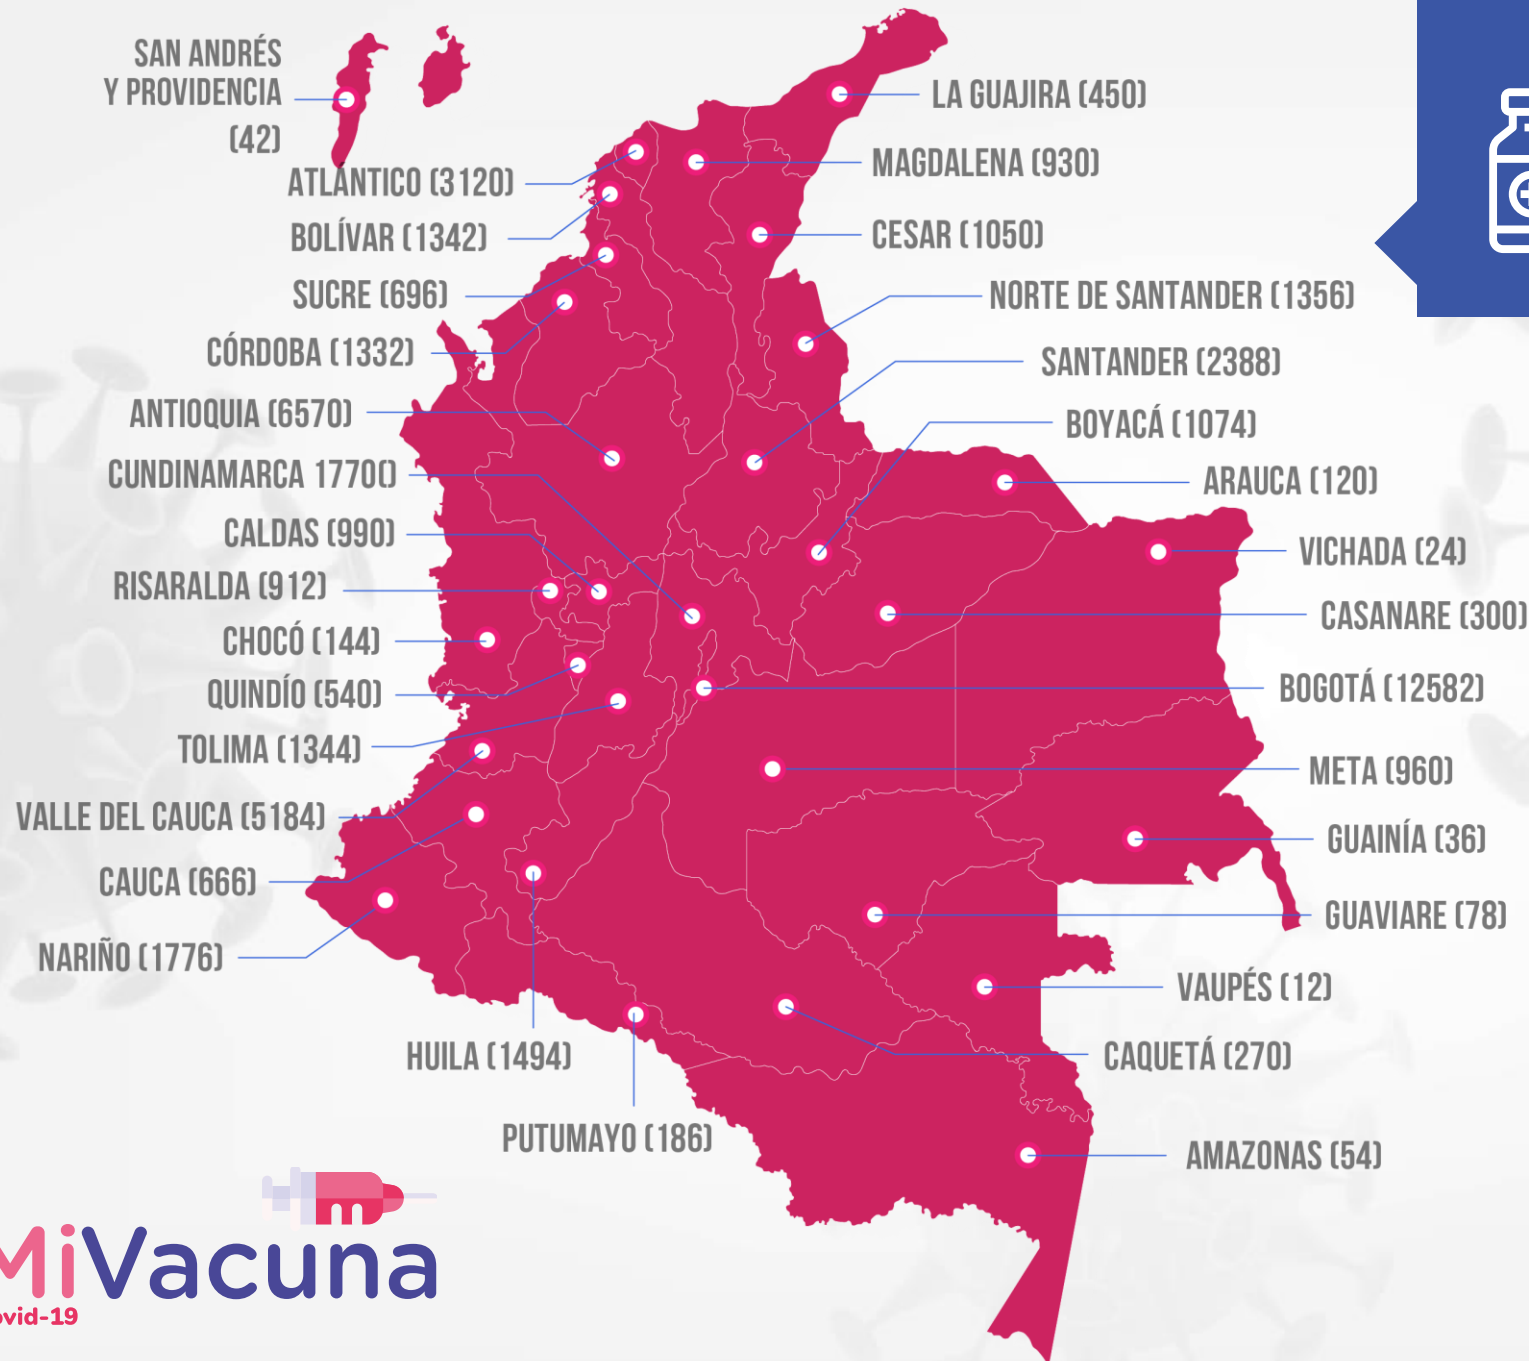 SAN ANDRÉS
Y PROVIDENCIA
(42)
ATLÁNTICO (3120)
BOLÍVAR (1342)
SUCRE (696)
CÓRDOBA (1332)
ANTIOQUIA (6570)
CUNDINAMARCA 1770()
CALDAS (990)
RISARALDA (912)
CHOCÓ (144)
QUINDÍO (540)
TOLIMA (1344)
VALLE DEL CAUCA (5184)
CAUCA (666)
NARIÑO (1776)
HUILA (1494)
PUTUMAYO (186)
LA GUAJIRA (450)
MAGDALENA (930)
CESAR (1050)
NORTE DE SANTANDER (1356)
SANTANDER (2388)
BOYACÁ (1074)
ARAUCA (120)
VICHADA (24)
CASANARE (300)
BOGOTÁ (12582)
META (960)
GUAINÍA (36)
GUAVIARE (78)
VAUPÉS (12)
CAQUETÁ (270)
AMAZONAS (54)
MiVacuna
ovid-19